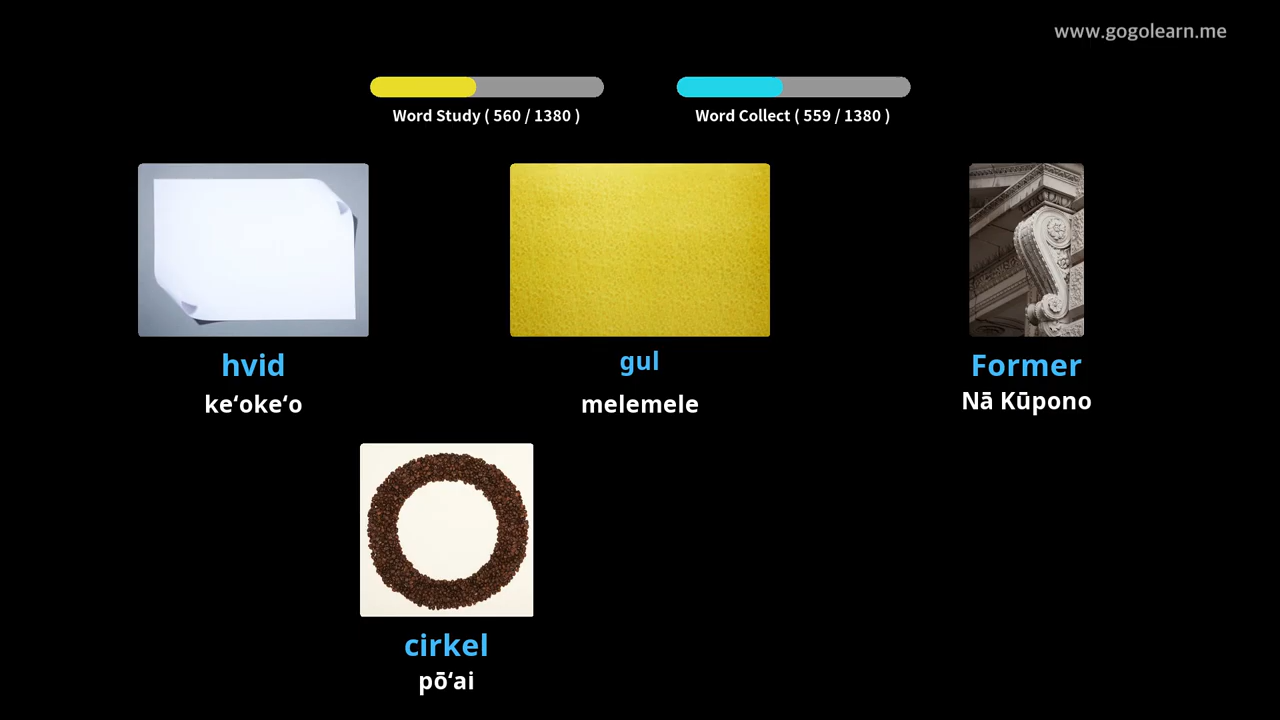 www.gogolearn.me
Word Study ( 560 / 1380 )
Word Collect ( 559 / 1380 )
hvid
keʻokeʻo
gul
melemele
Former
Nā Kūpono
cirkel
pōʻai